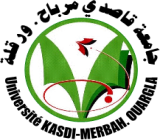 جامعة قاصدي مرباح . ورقلة
Université KASDI-MERBAH. OUARGLA